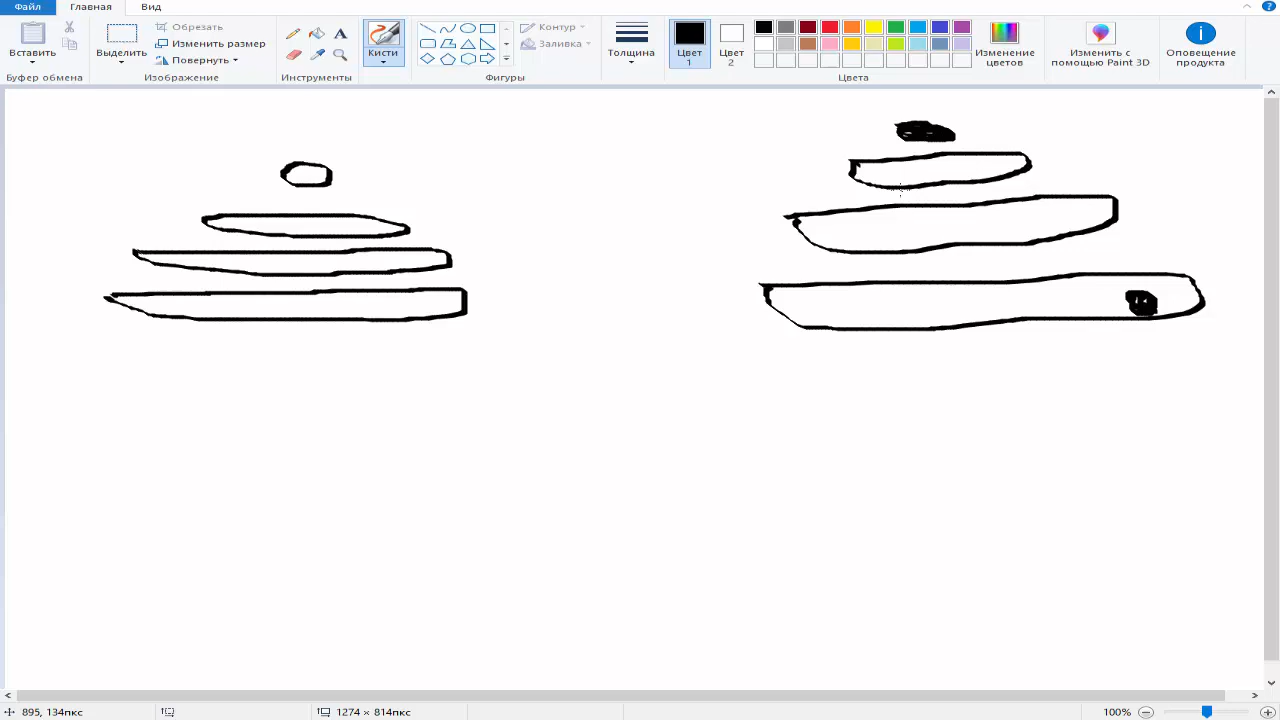 Файл Главная Вид
Вставить
Буфер обмена
Выделить
Обрезать
Изменить размер
Повернуть
Изображение
Инструменты
Кисти
Контур
Заливка
Фигуры
Толщина
Цвет 1
Цвет 2
Цвета
Изменение цветов
Изменить с помощью Paint 3D
Оповещение продукта
895, 134пкс
1274 × 814пкс
100%